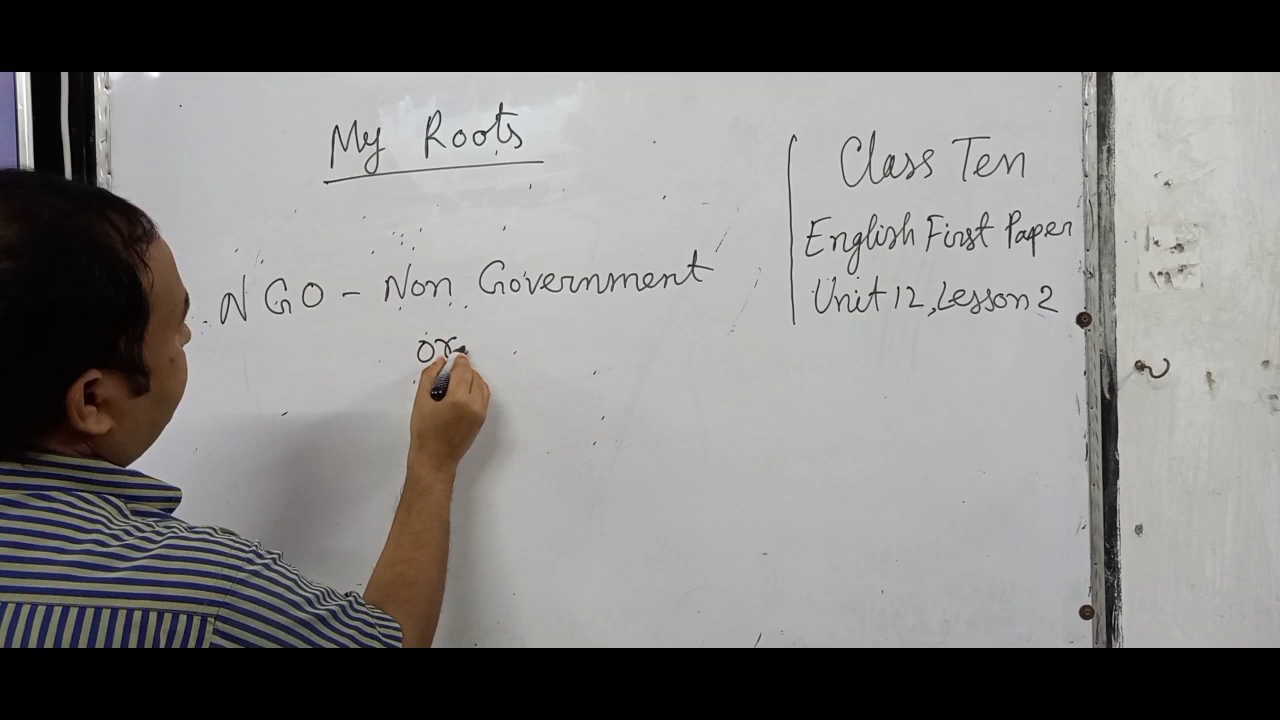 My Roots
NGO - Non Government
or
Class Ten
English First Paper
Unit 12, Lesson 2